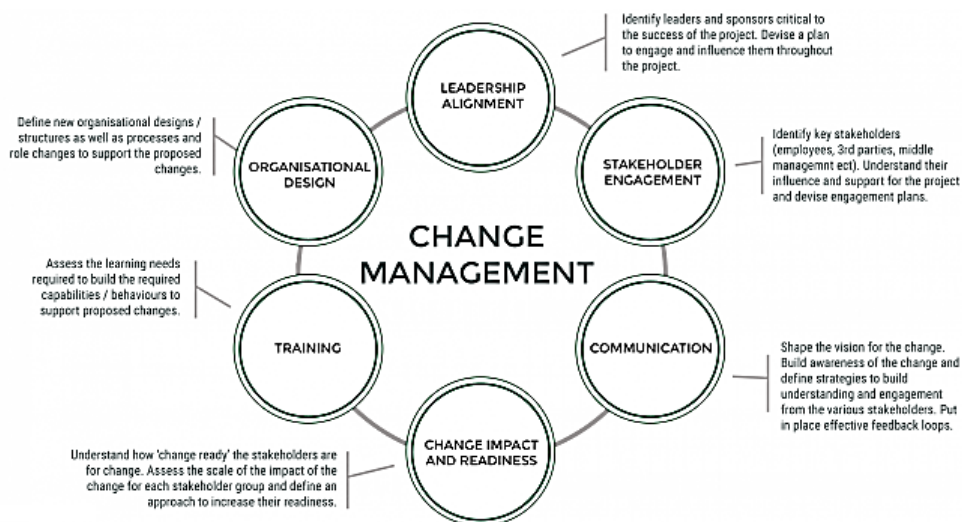 Identify leaders and sponsors critical to
the success of the project. Devise a plan
to engage and influence them throughout
the project.
LEADERSHIP
ALIGNMENT
Define new organisational designs /
structures as well as processes and
role changes to support the proposed
changes.
ORGANISATIONAL
DESIGN
STAKEHOLDER
ENGAGEMENT
Identify key stakeholders
(employees, 3rd parties, middle
managemnt ect). Understand their
influence and support for the project
and devise engagement plans.
CHANGE
MANAGEMENT
Assess the learning needs
required to build the required
capabilities / behaviours to
support proposed changes.
TRAINING
COMMUNICATION
Shape the vision for the change.
Build awareness of the change and
define strategies to build
understanding and engagement
from the various stakeholders. Put
in place effective feedback loops.
CHANGE IMPACT
AND READINESS
Understand how 'change ready' the stakeholders are
for change. Assess the scale of the impact of the
change for each stakeholder group and define an
approach to increase their readiness.